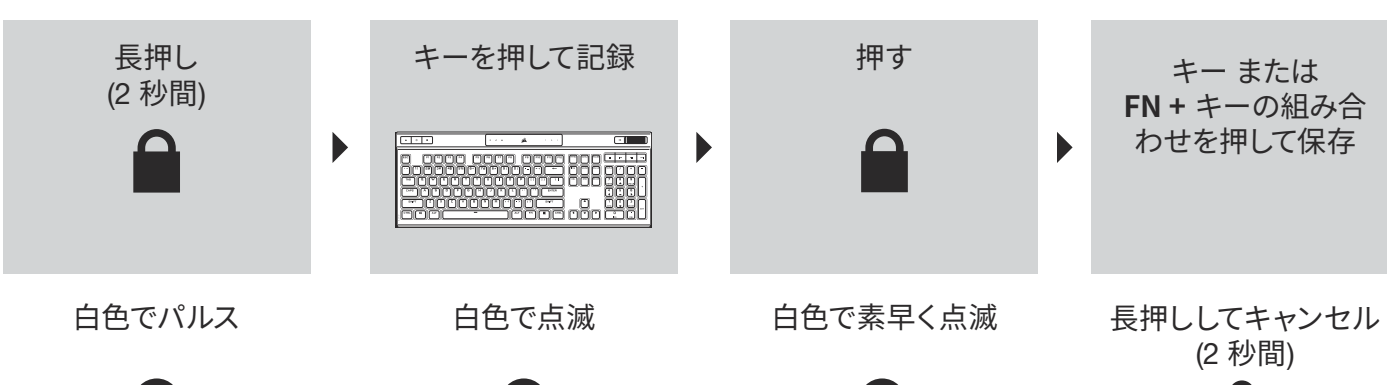 長押し
(2 秒間)
キーを押して記録
押す
キー または
FN + キーの組み合
わせを押して保存
白色でパルス
白色で点滅
白色で素早く点滅
長押ししてキャンセル
(2 秒間)